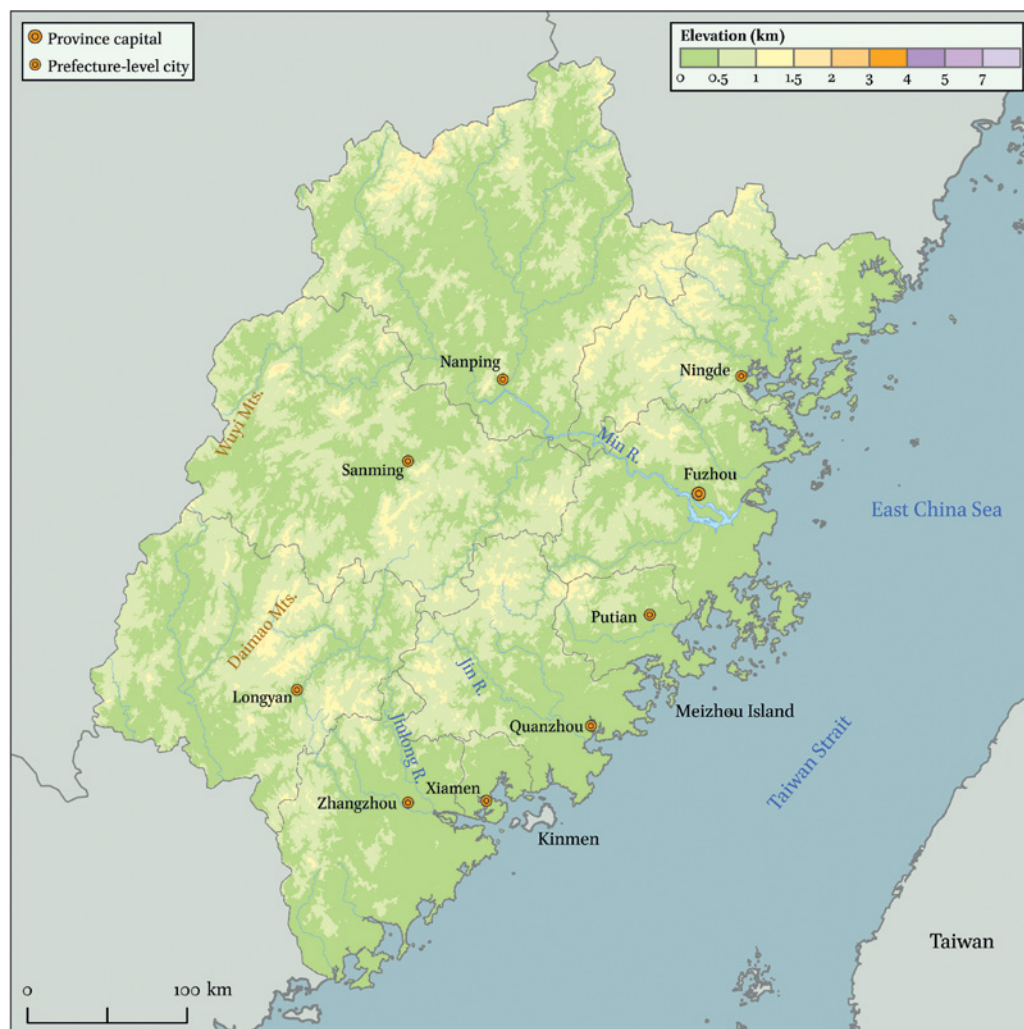 Province capital
Prefecture-level city
Elevation (km)
0 0.5 1 1.5 2 3 4 5 7
Nanping
Ningde
Wuyi Mts.
Min R.
Sanming
Fuzhou
East China Sea
Daimao Mts.
Putian
Jin R.
Longyan
Meizhou Island
Quanzhou
Jiulong R.
Taiwan Strait
Xiamen
Zhangzhou
Kinmen
Taiwan
0 100 km